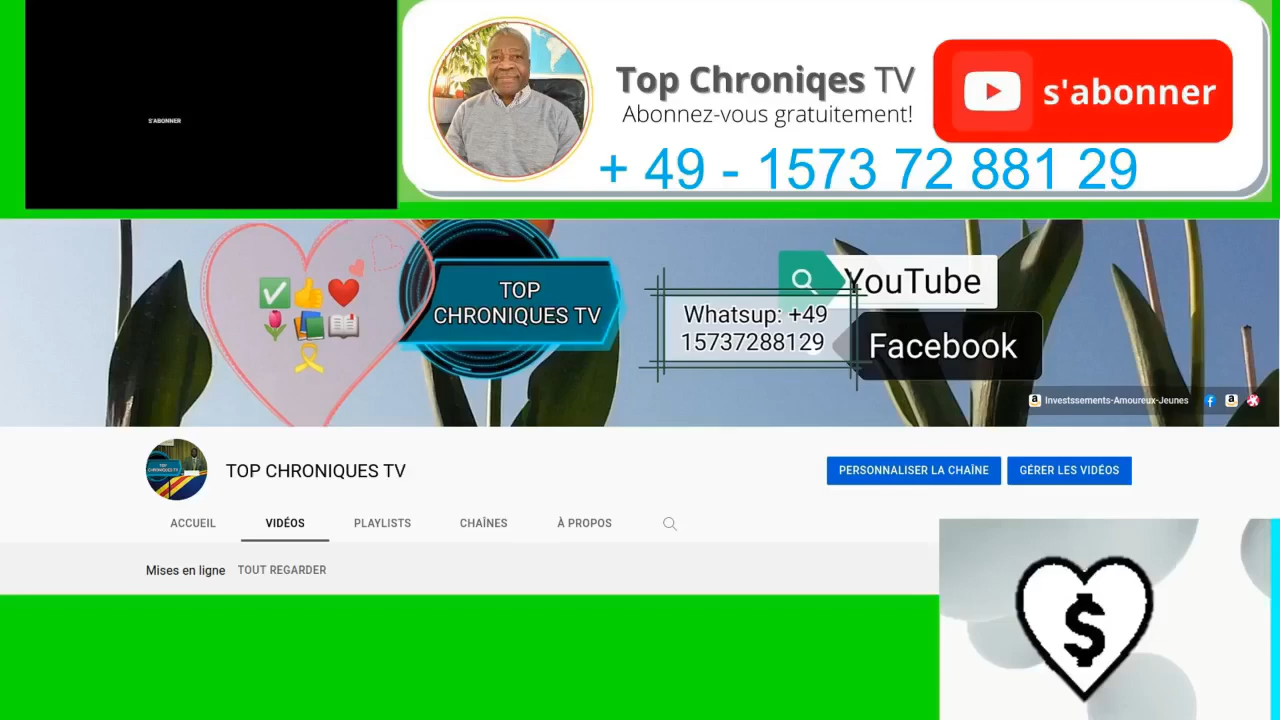 S'ABONNER
Top Chroniqes TV
Abonnez-vous gratuitement!
s'abonner
+ 49 - 1573 72 881 29
TOP
CHRONIQUES TV
YouTube
Whatsup: +49
15737288129
Facebook
Investssements-Amoureux-Jeunes
TOP CHRONIQUES TV
PERSONNALISER LA CHAÎNE
GÉRER LES VIDÉOS
ACCUEIL
VIDÉOS
PLAYLISTS
CHAÎNES
À PROPOS
Mises en ligne
TOUT REGARDER
$